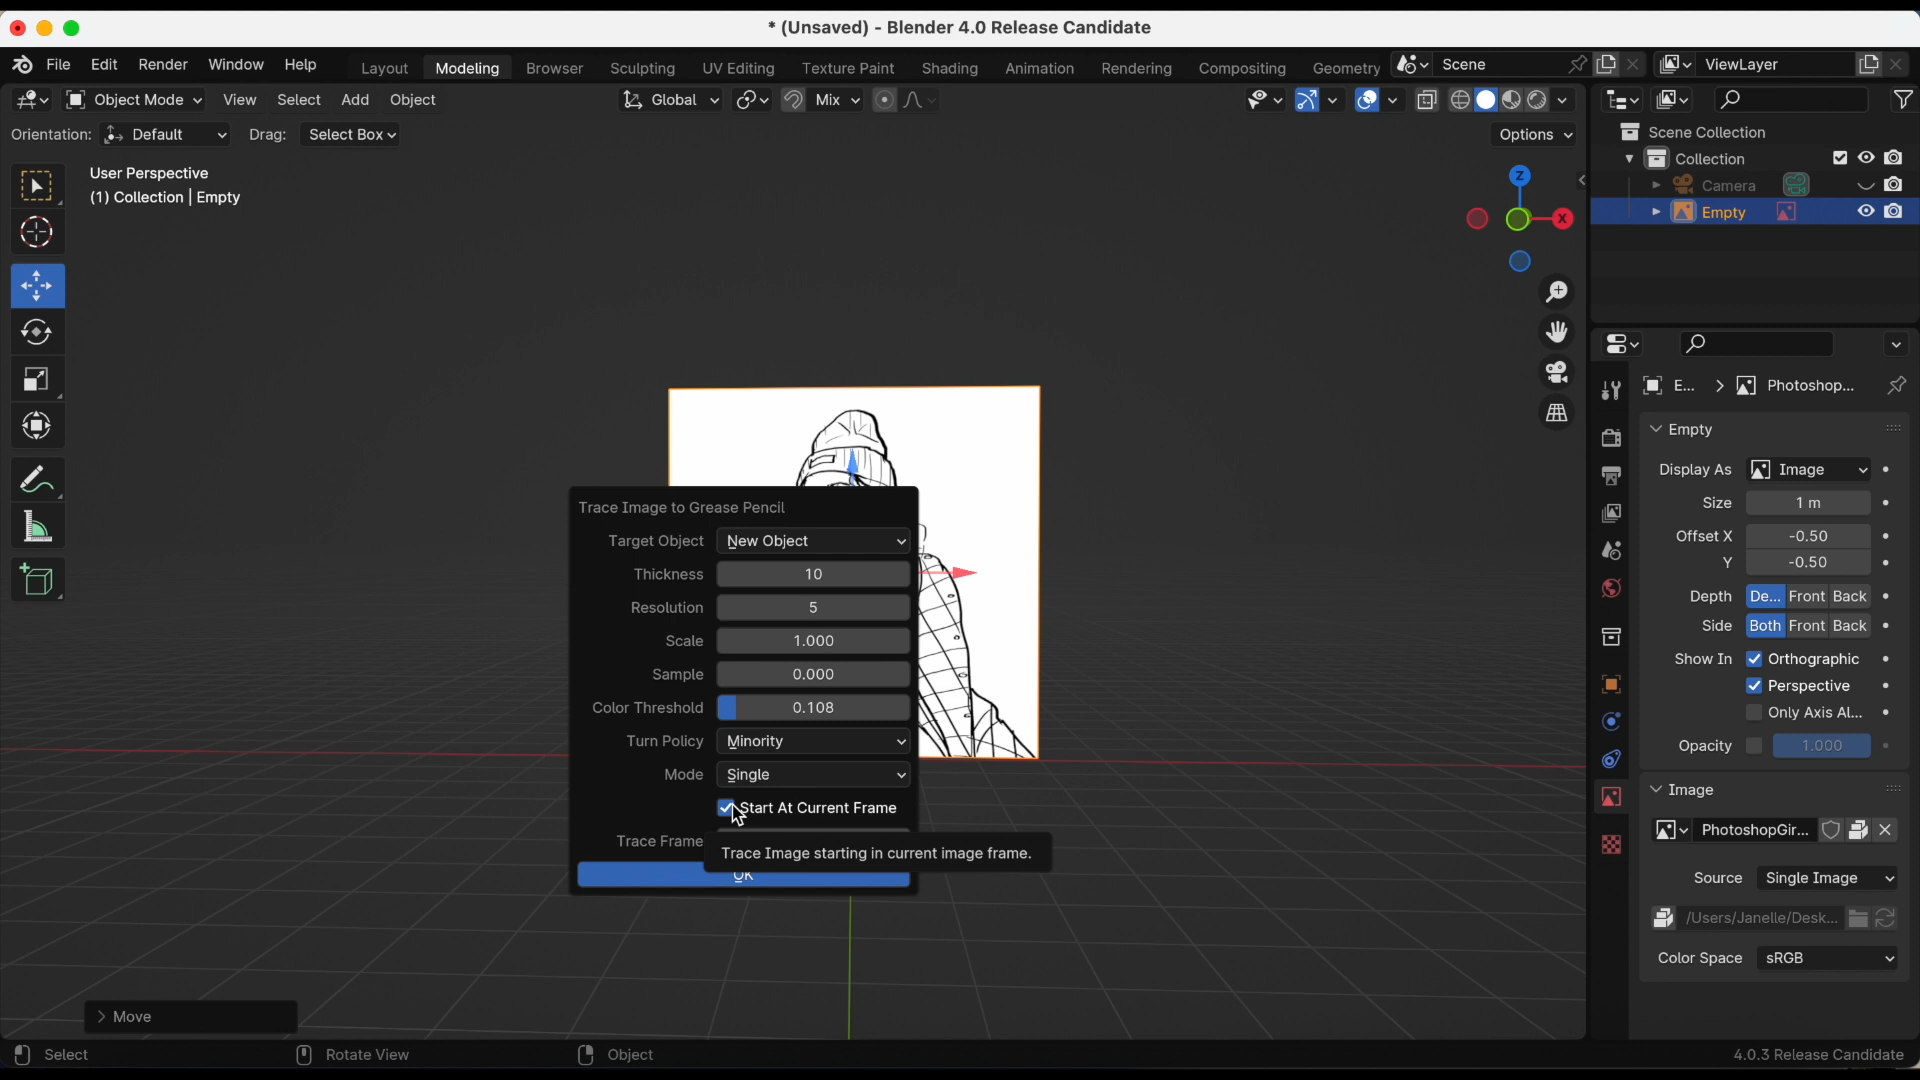 * (Unsaved) - Blender 4.0 Release Candidate
File Edit Render Window Help Layout Modeling Browser Sculpting UV Editing Texture Paint Shading Animation Rendering Compositing Geometry Scene ViewLayer
Object Mode View Select Add Object Global Mix
Orientation: Default Drag: Select Box Options
User Perspective
(1) Collection | Empty
Z
X
Scene Collection
Collection
Camera
Empty
E... Photoshop...
Empty
Display As Image
Size 1 m
Offset X -0.50
Y -0.50
Depth De... Front Back
Side Both Front Back
Show In Orthographic
Perspective
Only Axis Al...
Opacity 1.000
Image
PhotoshopGir...
Source Single Image
/Users/Janelle/Desk...
Color Space sRGB
Trace Image to Grease Pencil
Target Object New Object
Thickness 10
Resolution 5
Scale 1.000
Sample 0.000
Color Threshold 0.108
Turn Policy Minority
Mode Single
Start At Current Frame
Trace Frame
Trace Image starting in current image frame.
OK
Move
Select Rotate View Object 4.0.3 Release Candidate